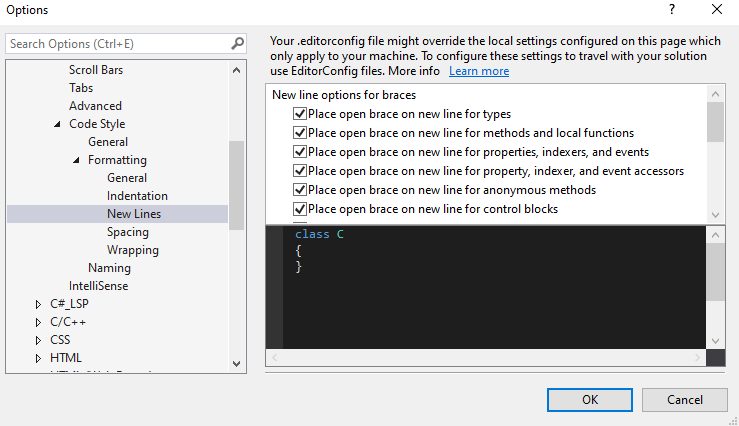 Options
?
Search Options (Ctrl+E)
Scroll Bars
Tabs
Advanced
Code Style
General
Formatting
General
Indentation
New Lines
Spacing
Wrapping
Naming
IntelliSense
C#_LSP
C/C++
CSS
HTML
Your .editorconfig file might override the local settings configured on this page which
only apply to your machine. To configure these settings to travel with your solution
use EditorConfig files. More info Learn more
New line options for braces
Place open brace on new line for types
Place open brace on new line for methods and local functions
Place open brace on new line for properties, indexers, and events
Place open brace on new line for property, indexer, and event accessors
Place open brace on new line for anonymous methods
Place open brace on new line for control blocks
class C
{
}
OK
Cancel